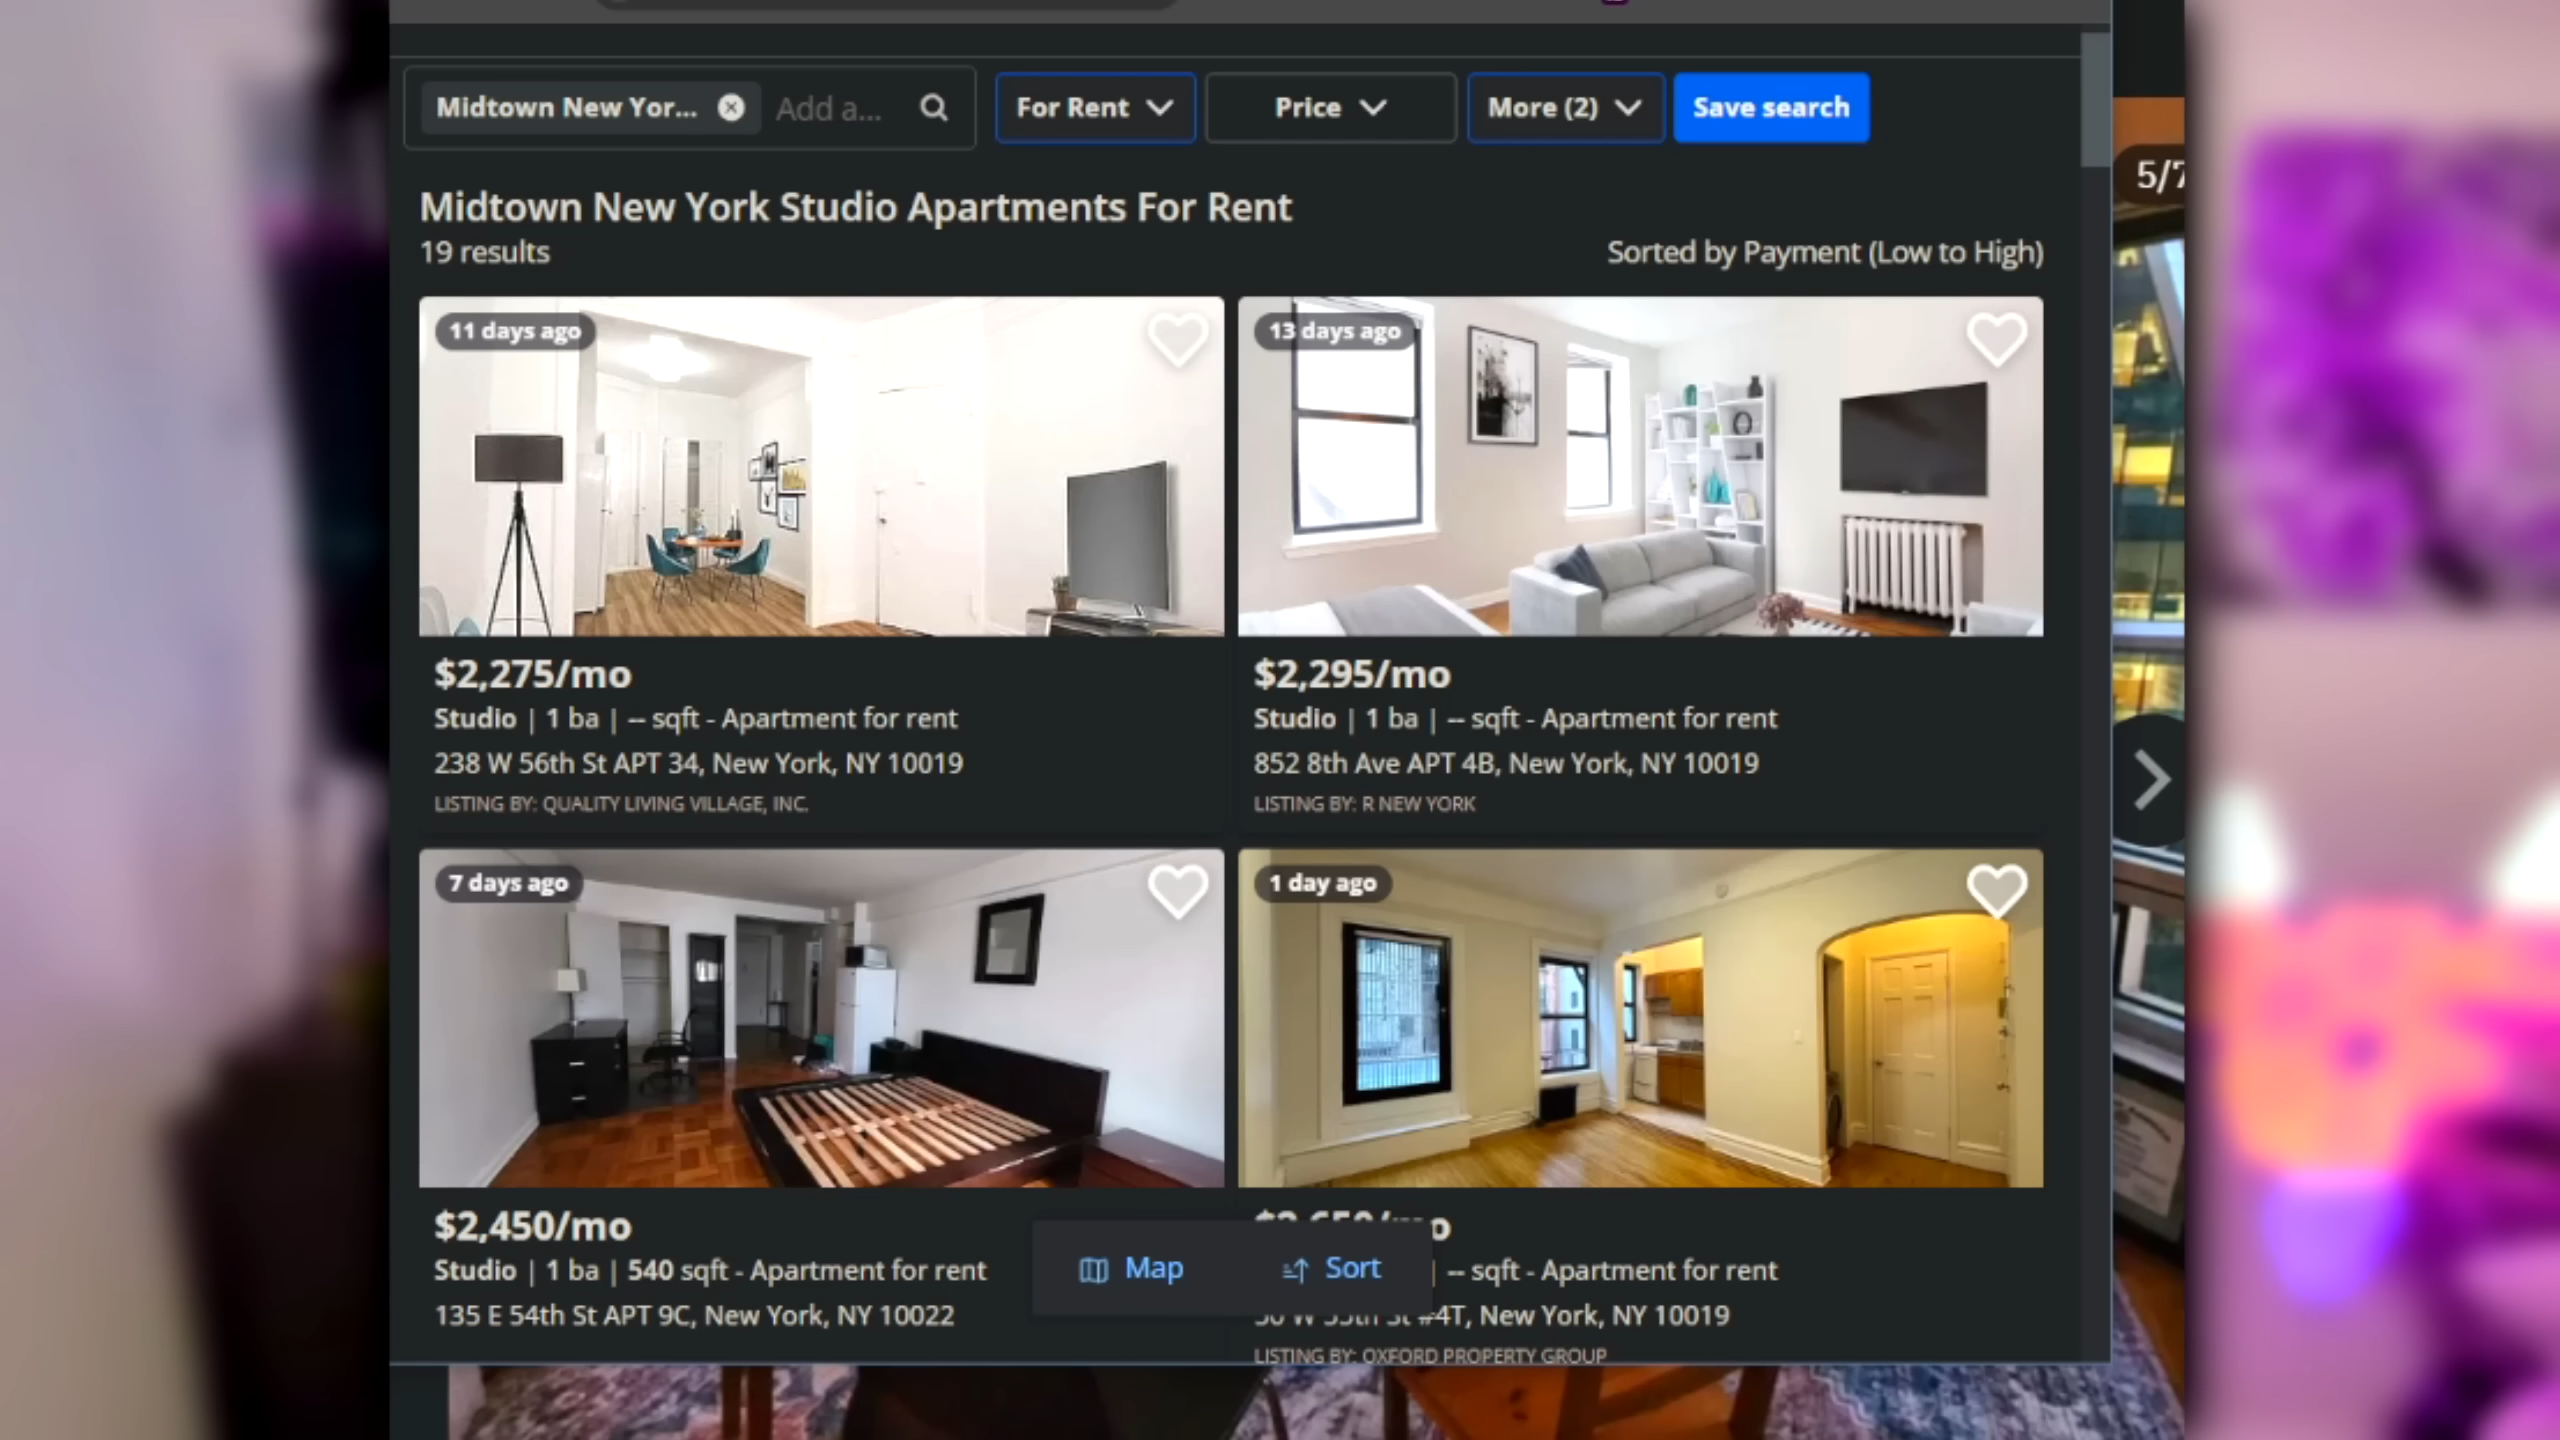 Midtown New Yor...
Add a...
For Rent
Price
More (2)
Save search
5/7
Midtown New York Studio Apartments For Rent
19 results
Sorted by Payment (Low to High)
11 days ago
$2,275/mo
Studio | 1 ba | -- sqft - Apartment for rent
238 W 56th St APT 34, New York, NY 10019
LISTING BY: QUALITY LIVING VILLAGE, INC.
13 days ago
$2,295/mo
Studio | 1 ba | -- sqft - Apartment for rent
852 8th Ave APT 4B, New York, NY 10019
LISTING BY: R NEW YORK
7 days ago
$2,450/mo
Studio | 1 ba | 540 sqft - Apartment for rent
135 E 54th St APT 9C, New York, NY 10022
1 day ago
| -- sqft - Apartment for rent
#4T, New York, NY 10019
LISTING BY: OXFORD PROPERTY GROUP
Map
Sort